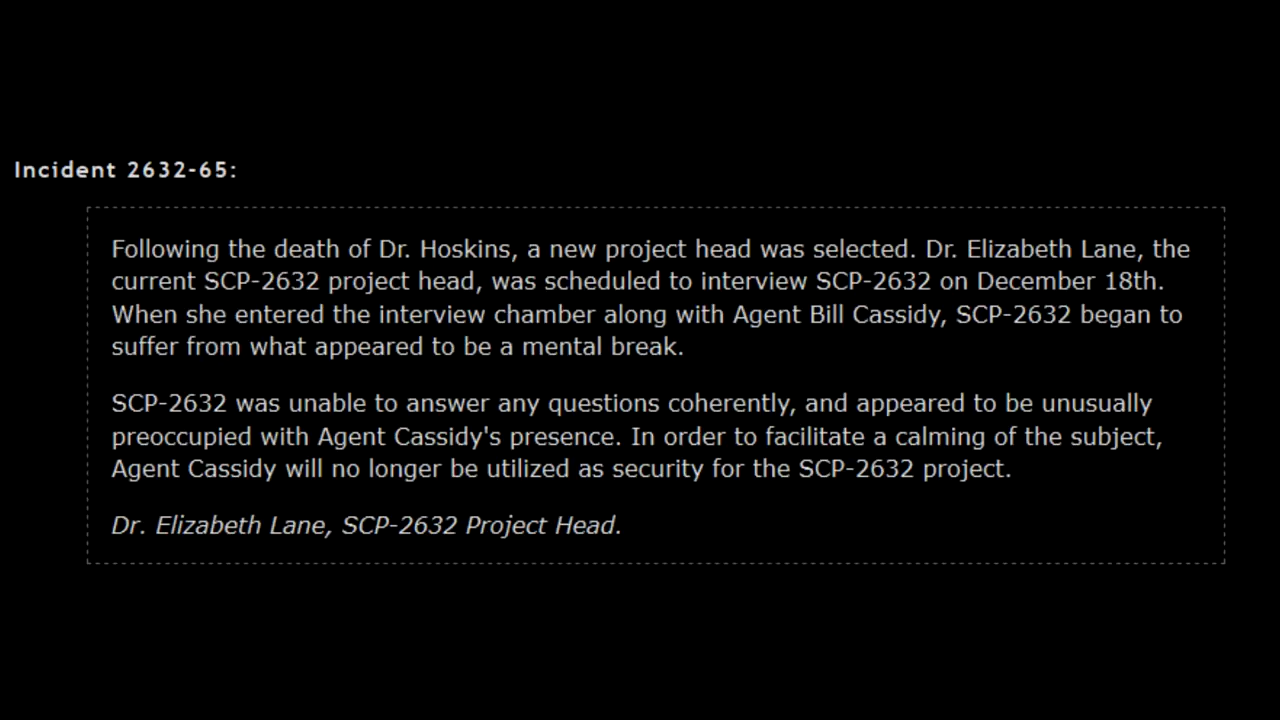 Incident 2632-65:
Following the death of Dr. Hoskins, a new project head was selected. Dr. Elizabeth Lane, the
current SCP-2632 project head, was scheduled to interview SCP-2632 on December 18th.
When she entered the interview chamber along with Agent Bill Cassidy, SCP-2632 began to
suffer from what appeared to be a mental break.
SCP-2632 was unable to answer any questions coherently, and appeared to be unusually
preoccupied with Agent Cassidy's presence. In order to facilitate a calming of the subject,
Agent Cassidy will no longer be utilized as security for the SCP-2632 project.
Dr. Elizabeth Lane, SCP-2632 Project Head.